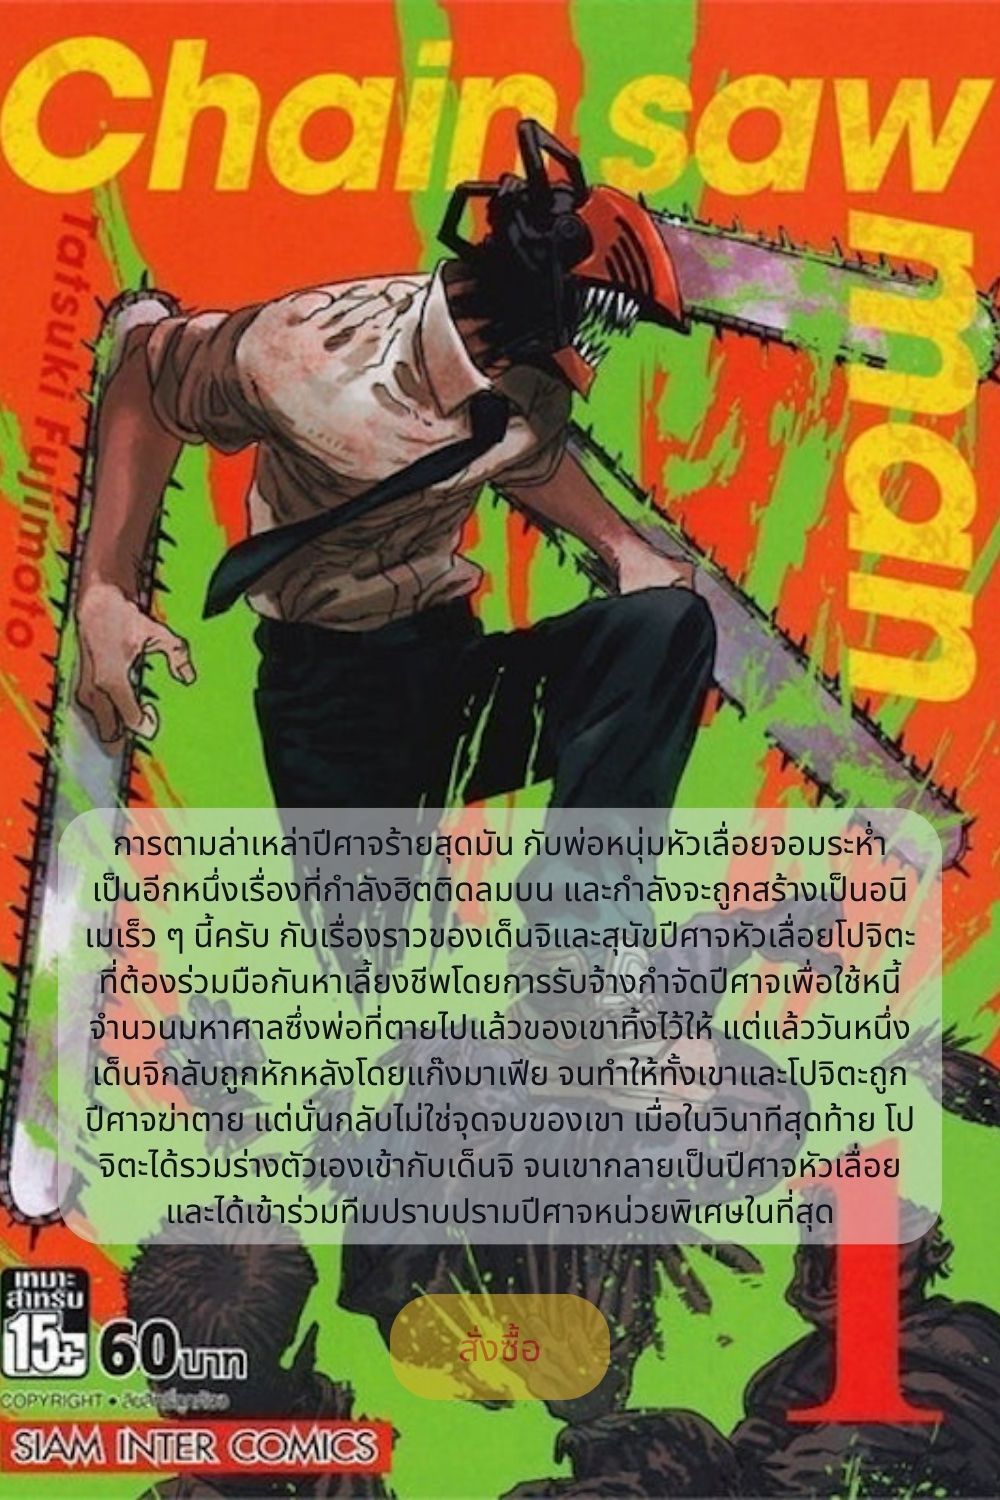 Chain saw
man
Tatsuki Fujimoto
การตามล่าเหล่าปีศาจร้ายสุดมัน กับพ่อหนุ่มหัวเลื่อยจอมระห่ำ
เป็นอีกหนึ่งเรื่องที่กำลังฮิตติดลมบน และกำลังจะถูกสร้างเป็นอนิ
เมเร็ว ๆ นี้ครับ กับเรื่องราวของเด็นจิและสุนัขปีศาจหัวเลื่อยโปจิตะ
ที่ต้องร่วมมือกันหาเลี้ยงชีพโดยการรับจ้างกำจัดปีศาจเพื่อใช้หนี้
จำนวนมหาศาลซึ่งพ่อที่ตายไปแล้วของเขาทิ้งไว้ให้ แต่แล้ววันหนึ่ง
เด็นจิกลับถูกหักหลังโดยแก๊งมาเฟีย จนทำให้ทั้งเขาและโปจิตะถูก
ปีศาจฆ่าตาย แต่นั่นกลับไม่ใช่จุดจบของเขา เมื่อในวินาทีสุดท้าย โป
จิตะได้รวมร่างตัวเองเข้ากับเด็นจิ จนเขากลายเป็นปีศาจหัวเลื่อย
และได้เข้าร่วมทีมปราบปรามปีศาจหน่วยพิเศษในที่สุด
1
เหมาะ
สำหรับ
15+
60บาท
สั่งซื้อ
COPYRIGHT •
SIAM INTER COMICS